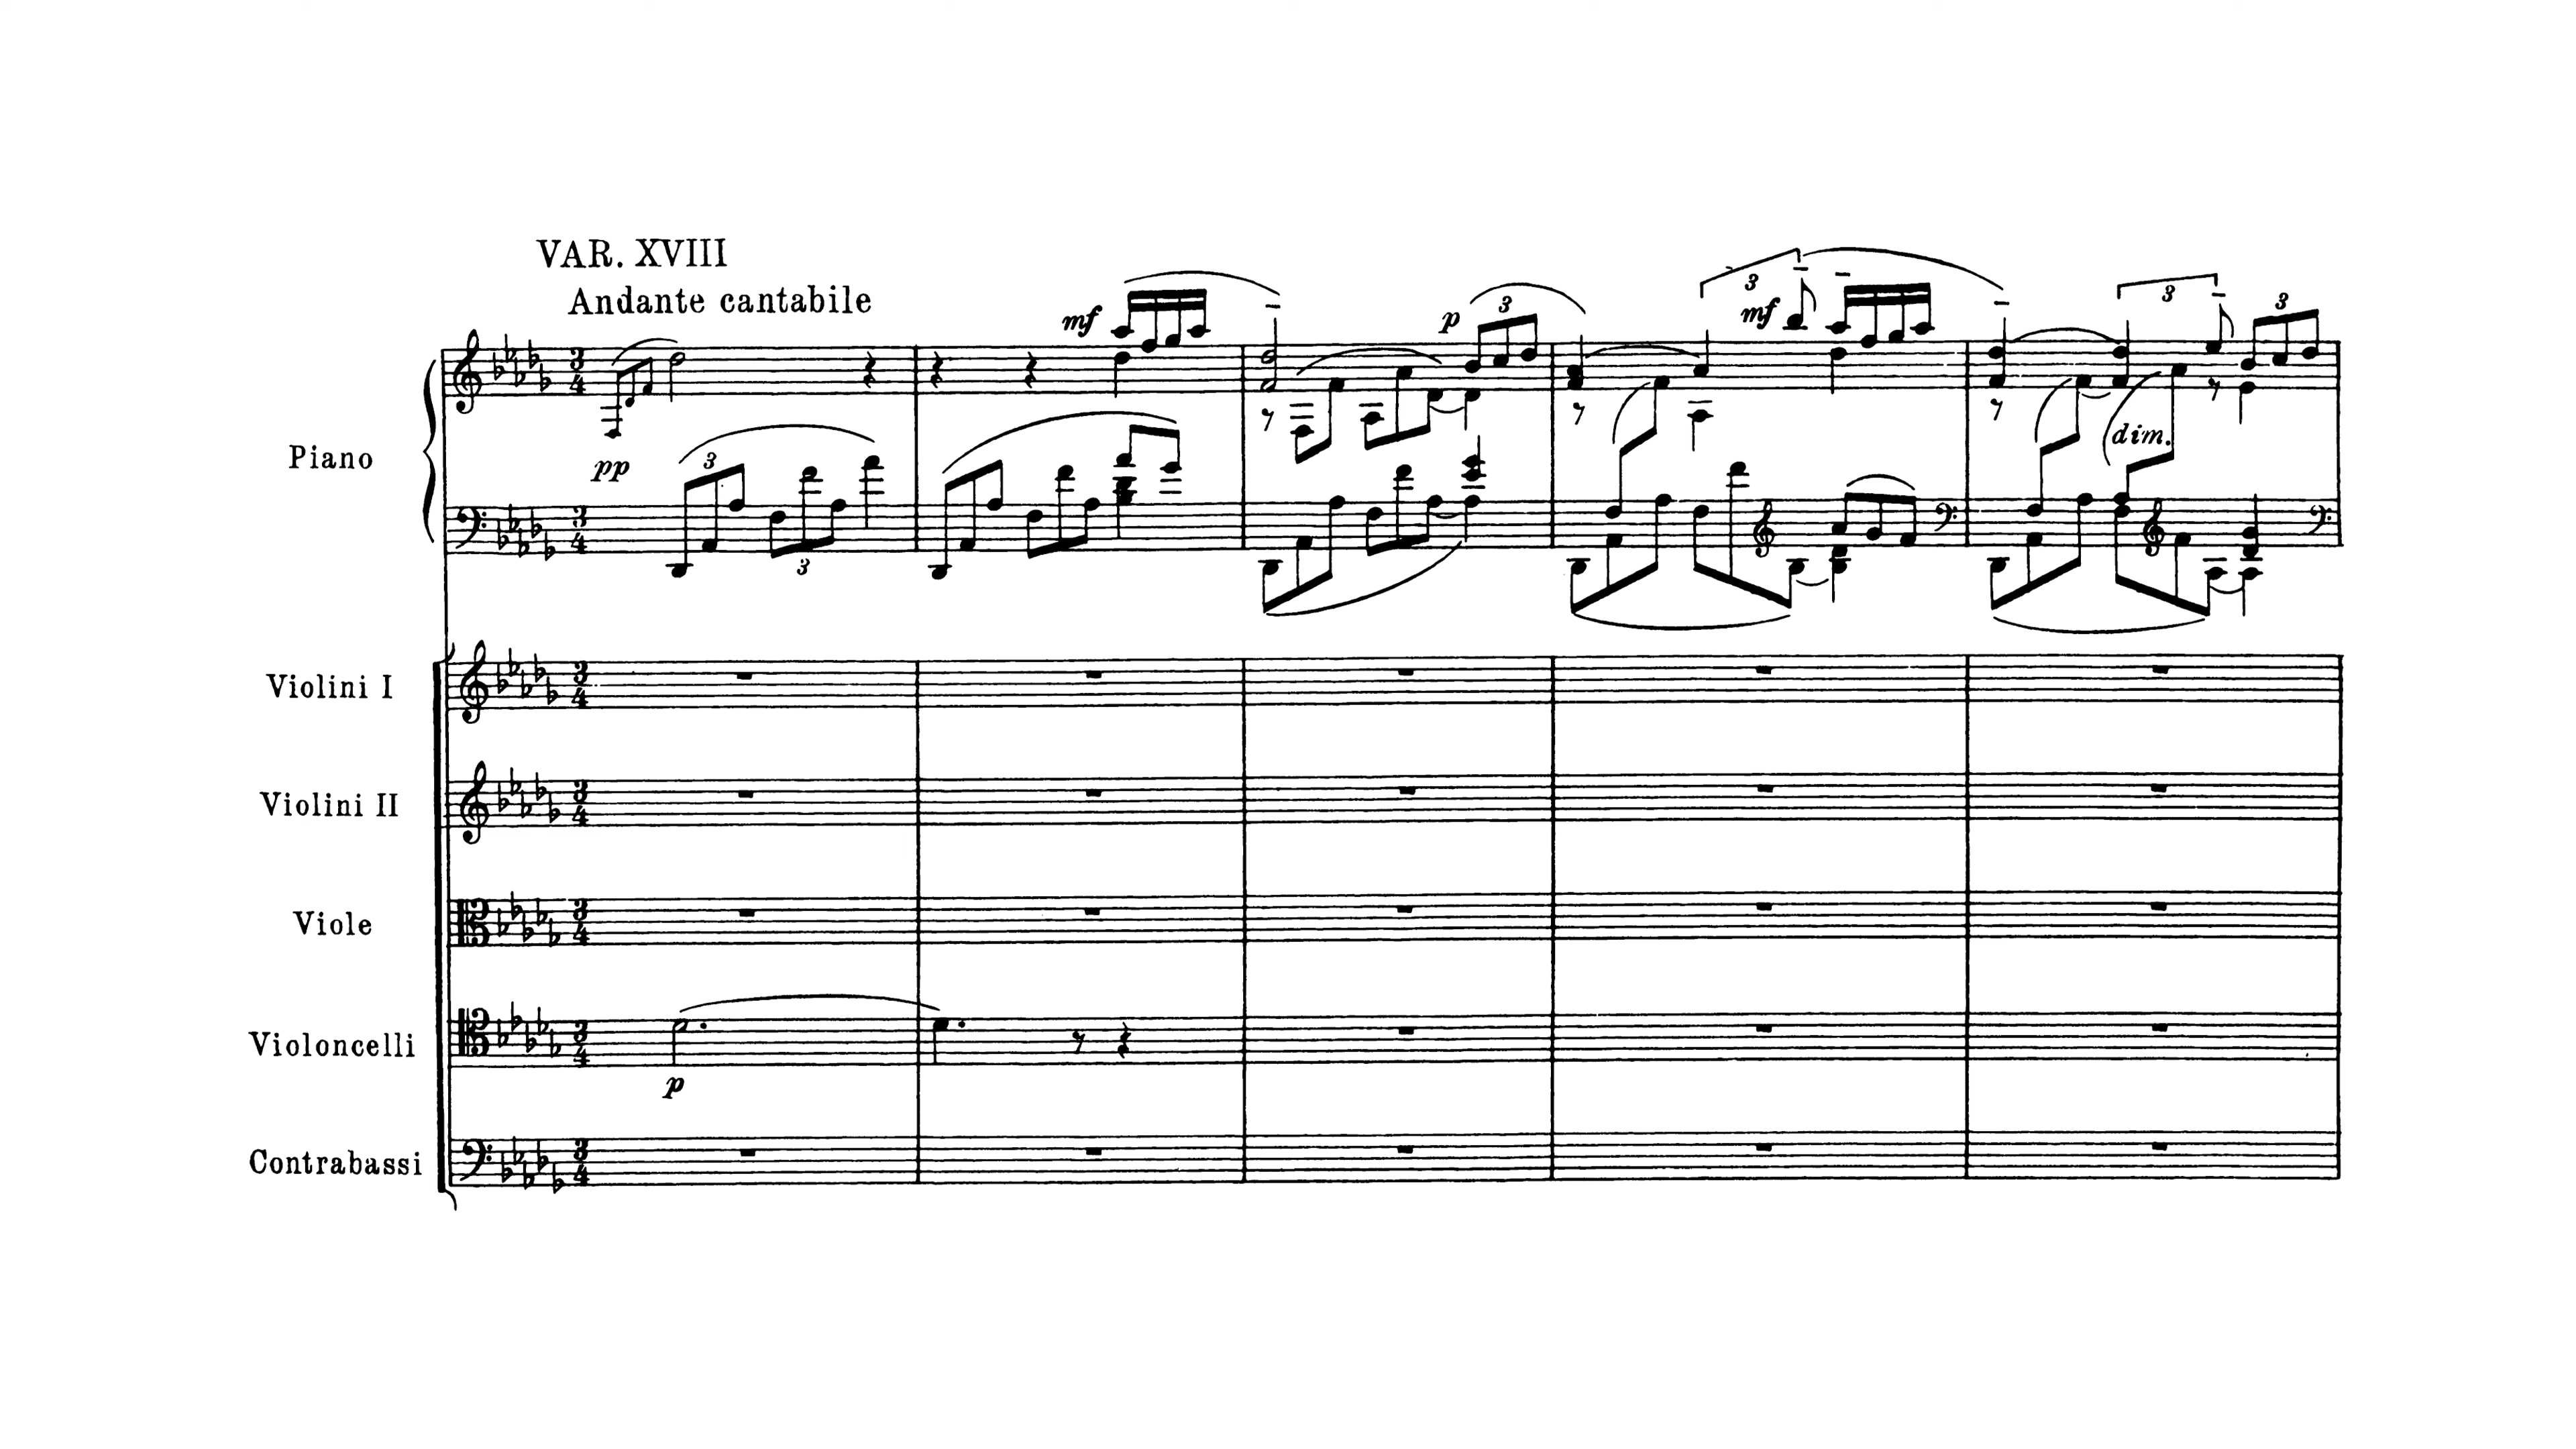 VAR. XVIII
Andante cantabile
mf
3
p
3
mf
3
3
Piano
pp
3
3
dim.
Violini I
Violini II
Viole
Violoncelli
p
Contrabassi